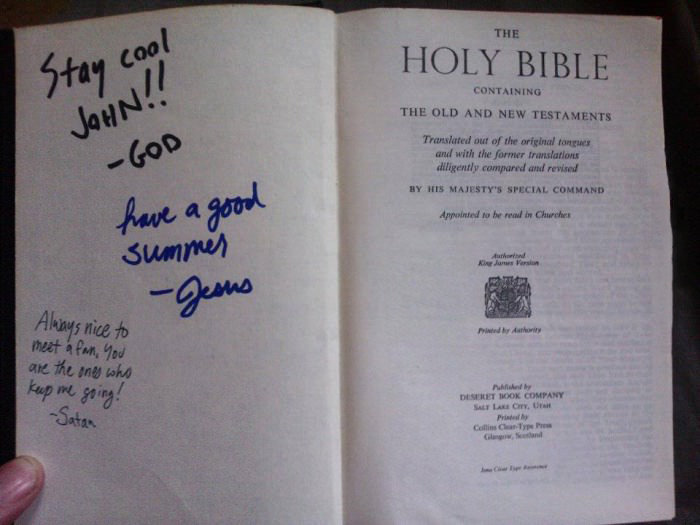 Stay cool
JOHN!!
-GOD
have a good
summer
-Jesus
Always nice to
meet a fan, you
are the ones who
keep me going!
-Satan
THE
HOLY BIBLE
CONTAINING
THE OLD AND NEW TESTAMENTS
Translated out of the original tongues
and with the former translations
diligently compared and revised
BY HIS MAJESTY'S SPECIAL COMMAND
Appointed to be read in Churches
Authorized
King James Version
Printed by Authority
Published by
DESERET BOOK COMPANY
SALT LAKE CITY, UTAH
Printed by
Collins Clear-Type Press
Glasgow, Scotland
Clear Type Reference